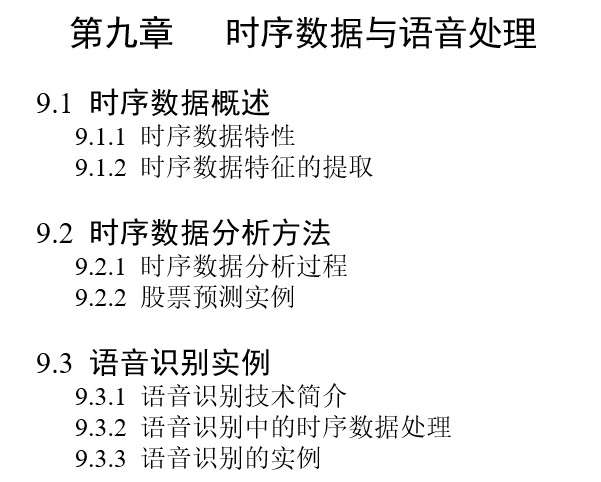 第九章 时序数据与语音处理
9.1 时序数据概述
9.1.1 时序数据特性
9.1.2 时序数据特征的提取
9.2 时序数据分析方法
9.2.1 时序数据分析过程
9.2.2 股票预测实例
9.3 语音识别实例
9.3.1 语音识别技术简介
9.3.2 语音识别中的时序数据处理
9.3.3 语音识别的实例